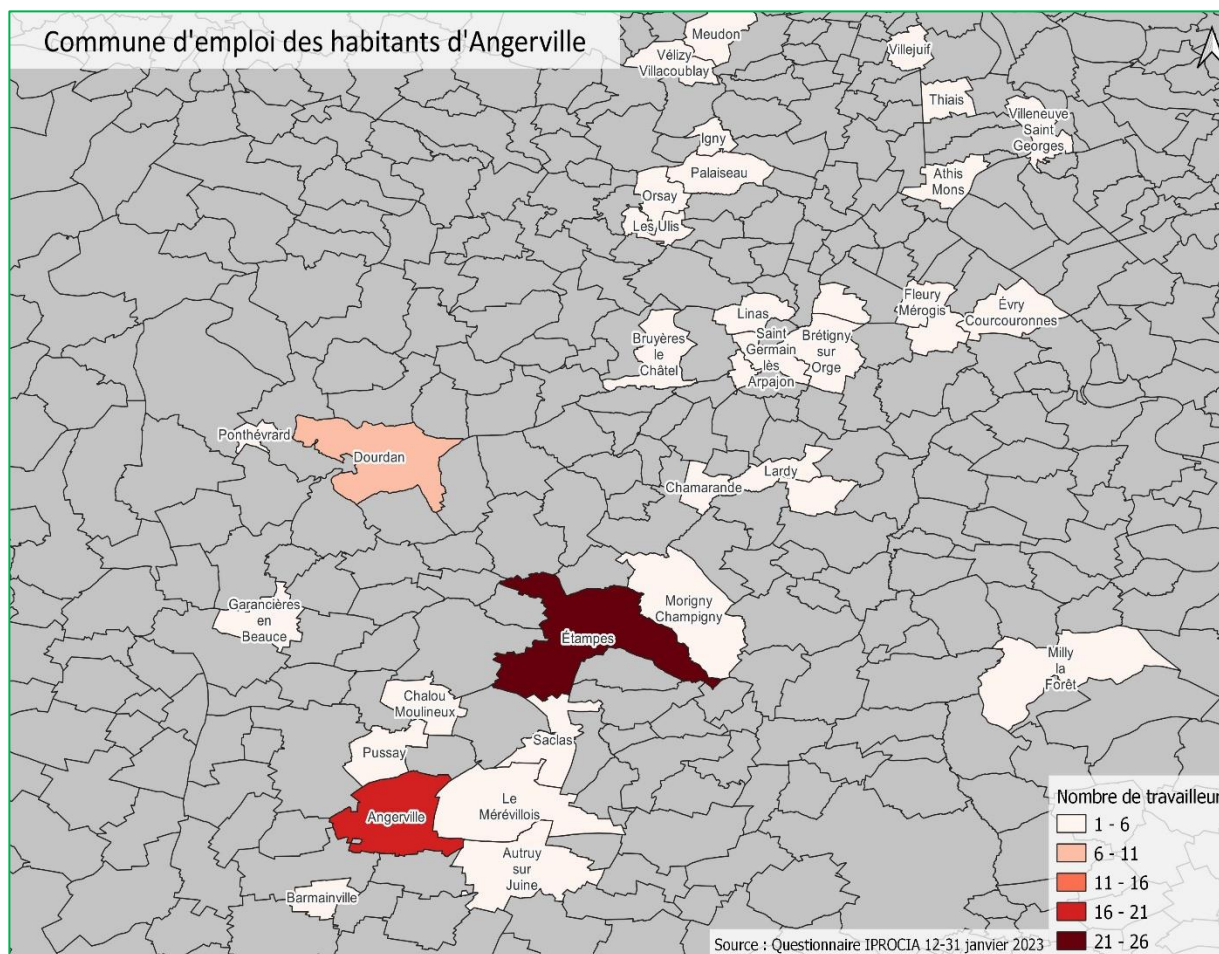 Commune d'emploi des habitants d'Angerville
Meudon
Vélizy
Villacoublay
Villejuif
Thiais
Villeneuve
Saint
Georges
Igny
Palaiseau
Athis
Mons
Orsay
Les Ulis
Fleury
Mérogis
Évry
Courcouronnes
Linas
Bruyères
le
Châtel
Saint
Germain
lès
Arpajon
Brétigny
sur
Orge
Ponthévrard
Dourdan
Lardy
Chamarande
Garancières
en
Beauce
Morigny
Champigny
Étampes
Milly
la
Forêt
Chalou
Moulineux
Pussay
Saclas
Le
Mérévillois
Angerville
Autruy
sur
Juine
Barmainville
Nombre de travailleur
1 - 6
6 - 11
11 - 16
16 - 21
21 - 26
Source : Questionnaire IPROCIA 12-31 janvier 2023